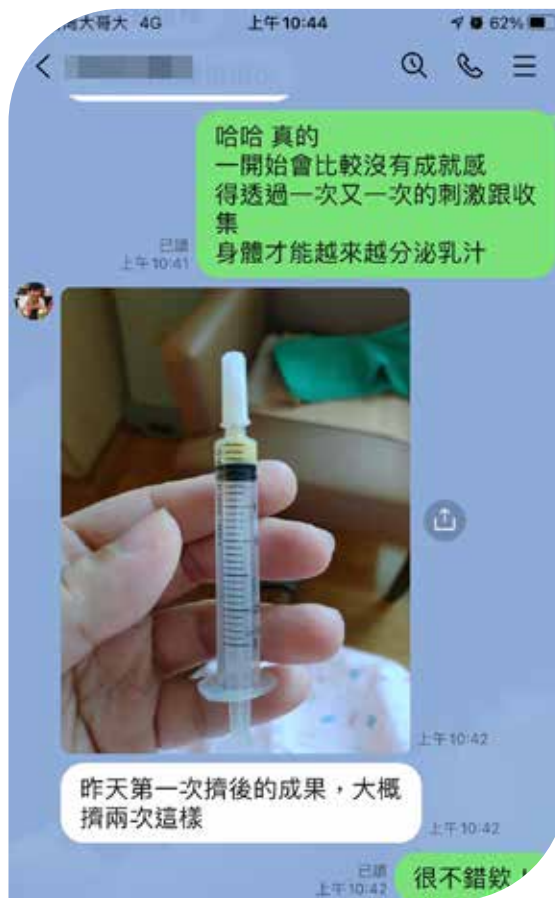 灣大哥大 4G 上午10:44 62%
哈哈 真的
一開始會比較沒有成就感
得透過一次又一次的刺激跟收
集
身體才能越來越分泌乳汁
已讀
上午10:41
上午10:42
昨天第一次擠後的成果，大概
擠兩次這樣
上午10:42
已讀
上午10:42
很不錯欸！